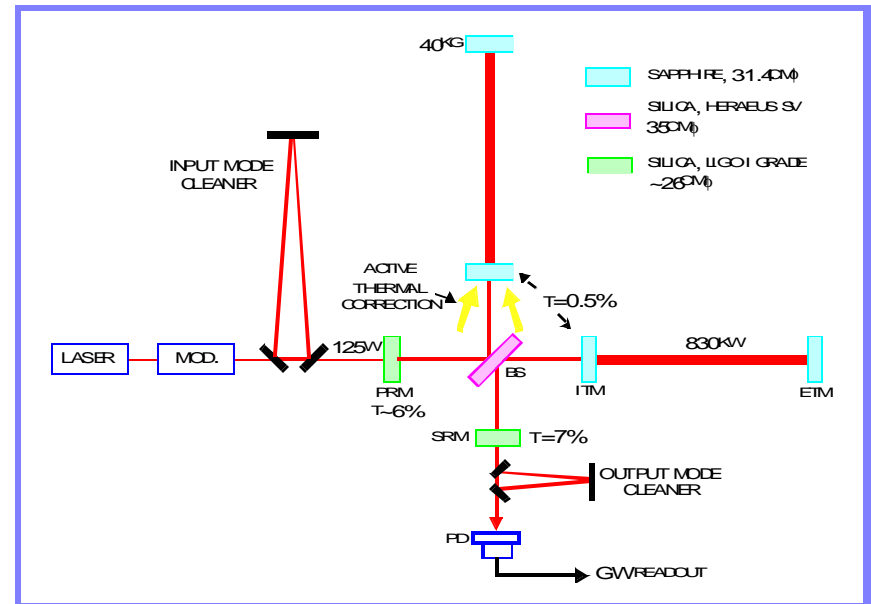 40KG
SAPPHIRE, 31.4CMϕ
SILICA, HERAEUS SV
35CMϕ
SILICA, LIGO I GRADE
~26CMϕ
INPUT MODE
CLEANER
ACTIVE
THERMAL
CORRECTION
T=0.5%
LASER
MOD.
125W
PRM
T~6%
BS
ITM
830KW
ETM
SRM
T=7%
OUTPUT MODE
CLEANER
PD
GW READOUT